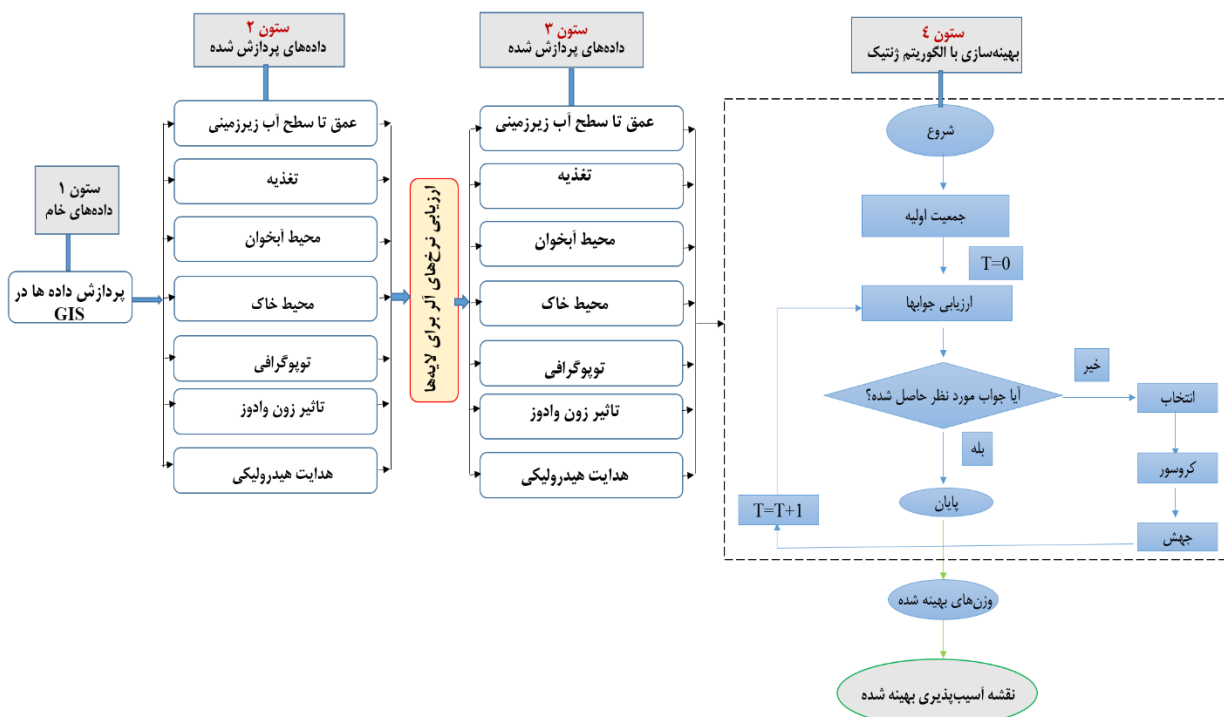 ستون ۱
داده‌های خام
پردازش داده ها در
GIS
ستون ۲
داده‌های پردازش شده
عمق تا سطح آب زیرزمینی
تغذیه
محیط آبخوان
محیط خاک
توپوگرافی
تاثیر زون وادوز
هدایت هیدرولیکی
ارزیابی نرخ‌های آلر برای لایه‌ها
ستون ۳
داده‌های پردازش شده
عمق تا سطح آب زیرزمینی
تغذیه
محیط آبخوان
محیط خاک
توپوگرافی
تاثیر زون وادوز
هدایت هیدرولیکی
ستون ٤
بهینه‌سازی با الگوریتم ژنتیک
شروع
جمعیت اولیه
T=0
ارزیابی جوابها
آیا جواب مورد نظر حاصل شده؟
خیر
انتخاب
کروسور
جهش
T=T+1
بله
پایان
وزن‌های بهینه شده
نقشه آسیب‌پذیری بهینه شده